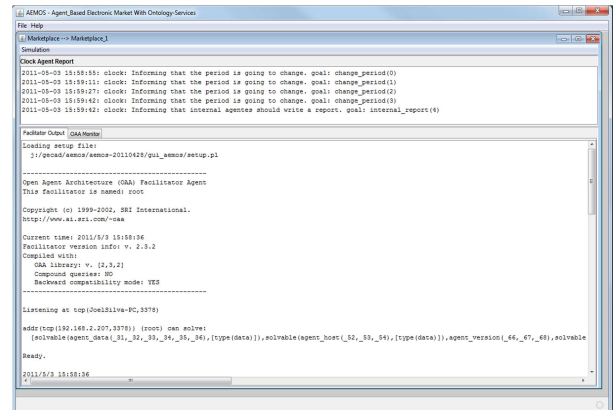 AEMOS - Agent_Based Electronic Market With Ontology-Services
File Help
Marketplace --> Marketplace_1
Simulation
Clock Agent Report
2011-05-03 15:58:55: clock: Informing that the period is going to change. goal: change_period(0)
2011-05-03 15:59:11: clock: Informing that the period is going to change. goal: change_period(1)
2011-05-03 15:59:27: clock: Informing that the period is going to change. goal: change_period(2)
2011-05-03 15:59:42: clock: Informing that the period is going to change. goal: change_period(3)
2011-05-03 15:59:42: clock: Informing that internal agentes should write a report. goal: internal_report(4)
Facilitator Output OAA Monitor
Loading setup file:
j:/gecad/aemos/aemos-20110428/gui_aemos/setup.pl
------------------------------------------------
Open Agent Architecture (OAA) Facilitator Agent
This facilitator is named: root
Copyright (c) 1999-2002, SRI International.
http://www.ai.sri.com/~oaa
Current time: 2011/5/3 15:58:36
Facilitator version info: v. 2.3.2
Compiled with:
OAA library: v. [2,3,2]
Compound queries: NO
Backward compatibility mode: YES
------------------------------------------------
Listening at tcp(JoelSilva-PC,3378)
addr(tcp(192.168.2.207,3378)) (root) can solve:
[solvable(agent_data(_31,_32,_33,_34,_35,_36),[type(data)]),solvable(agent_host(_52,_53,_54),[type(data)]),agent_version(_66,_67,_68),solvable
Ready.
2011/5/3 15:58:36